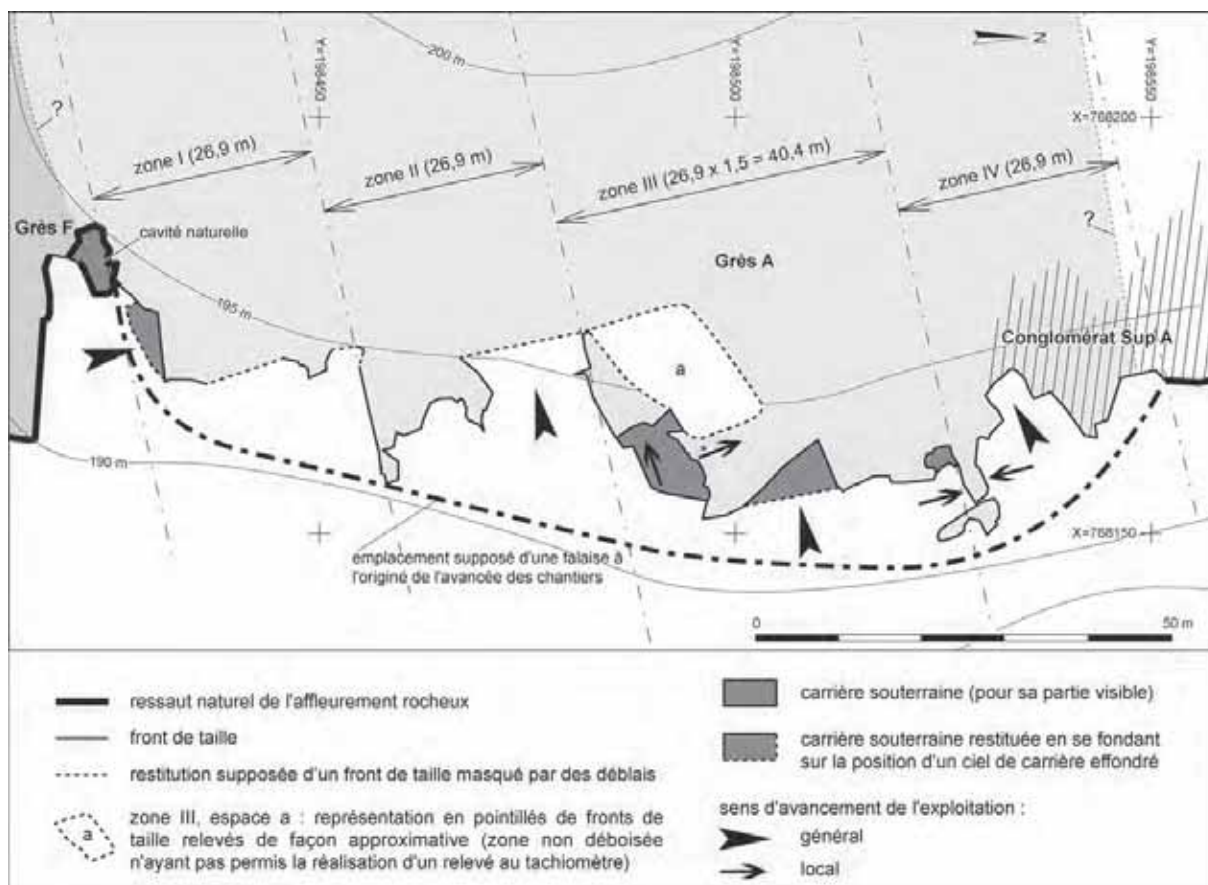 200 m
Y=198450
Y=198500
Y=198550
N
X=768200
?
zone I (26,9 m)
zone II (26,9 m)
zone III (26,9 x 1,5 = 40,4 m)
zone IV (26,9 m)
?
Grès F
cavité naturelle
Grès A
195 m
Conglomérat Sup A
a
190 m
X=768150
emplacement supposé d'une falaise à
l'origine de l'avancée des chantiers
0
50 m
ressaut naturel de l'affleurement rocheux
front de taille
restitution supposée d'un front de taille masqué par des déblais
a
zone III, espace a : représentation en pointillés de fronts de
taille relevés de façon approximative (zone non déboisée
n'ayant pas permis la réalisation d'un relevé au tachiomètre)
carrière souterraine (pour sa partie visible)
carrière souterraine restituée en se fondant
sur la position d'un ciel de carrière effondré
sens d'avancement de l'exploitation :
général
local